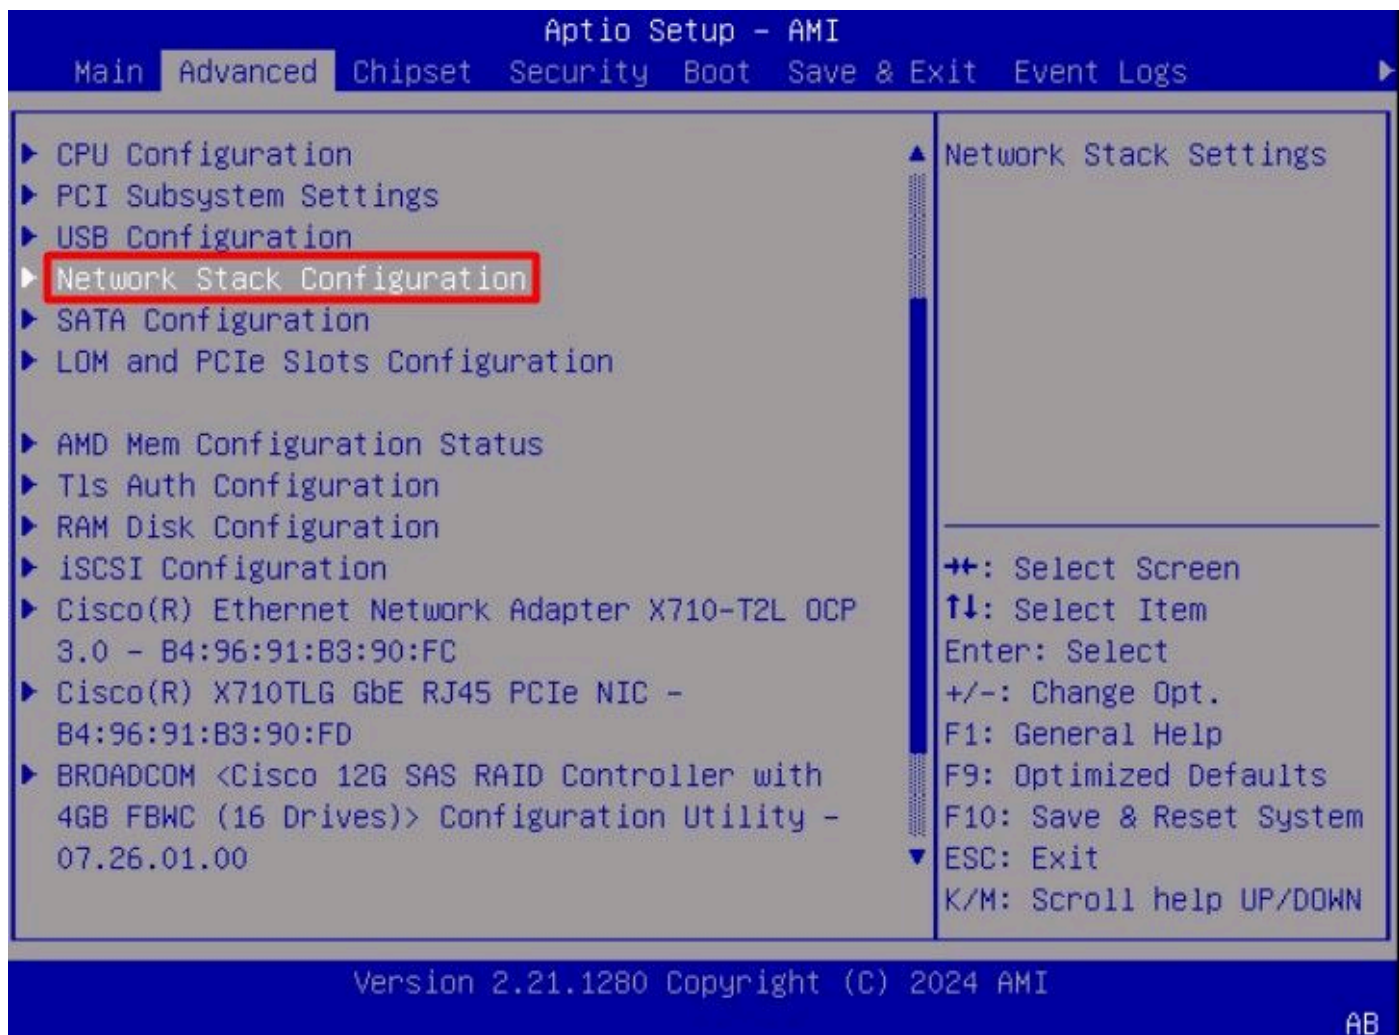 Aptio Setup – AMI
Main Advanced Chipset Security Boot Save & Exit Event Logs
CPU Configuration
PCI Subsystem Settings
USB Configuration
Network Stack Configuration
SATA Configuration
LOM and PCIe Slots Configuration
AMD Mem Configuration Status
Tls Auth Configuration
RAM Disk Configuration
iSCSI Configuration
Cisco(R) Ethernet Network Adapter X710-T2L OCP
3.0 – B4:96:91:B3:90:FC
Cisco(R) X710TLG GbE RJ45 PCIe NIC –
B4:96:91:B3:90:FD
BROADCOM <Cisco 12G SAS RAID Controller with
4GB FBWC (16 Drives)> Configuration Utility –
07.26.01.00
Network Stack Settings
→←: Select Screen
↑↓: Select Item
Enter: Select
+/-: Change Opt.
F1: General Help
F9: Optimized Defaults
F10: Save & Reset System
ESC: Exit
K/M: Scroll help UP/DOWN
Version 2.21.1280 Copyright (C) 2024 AMI
AB